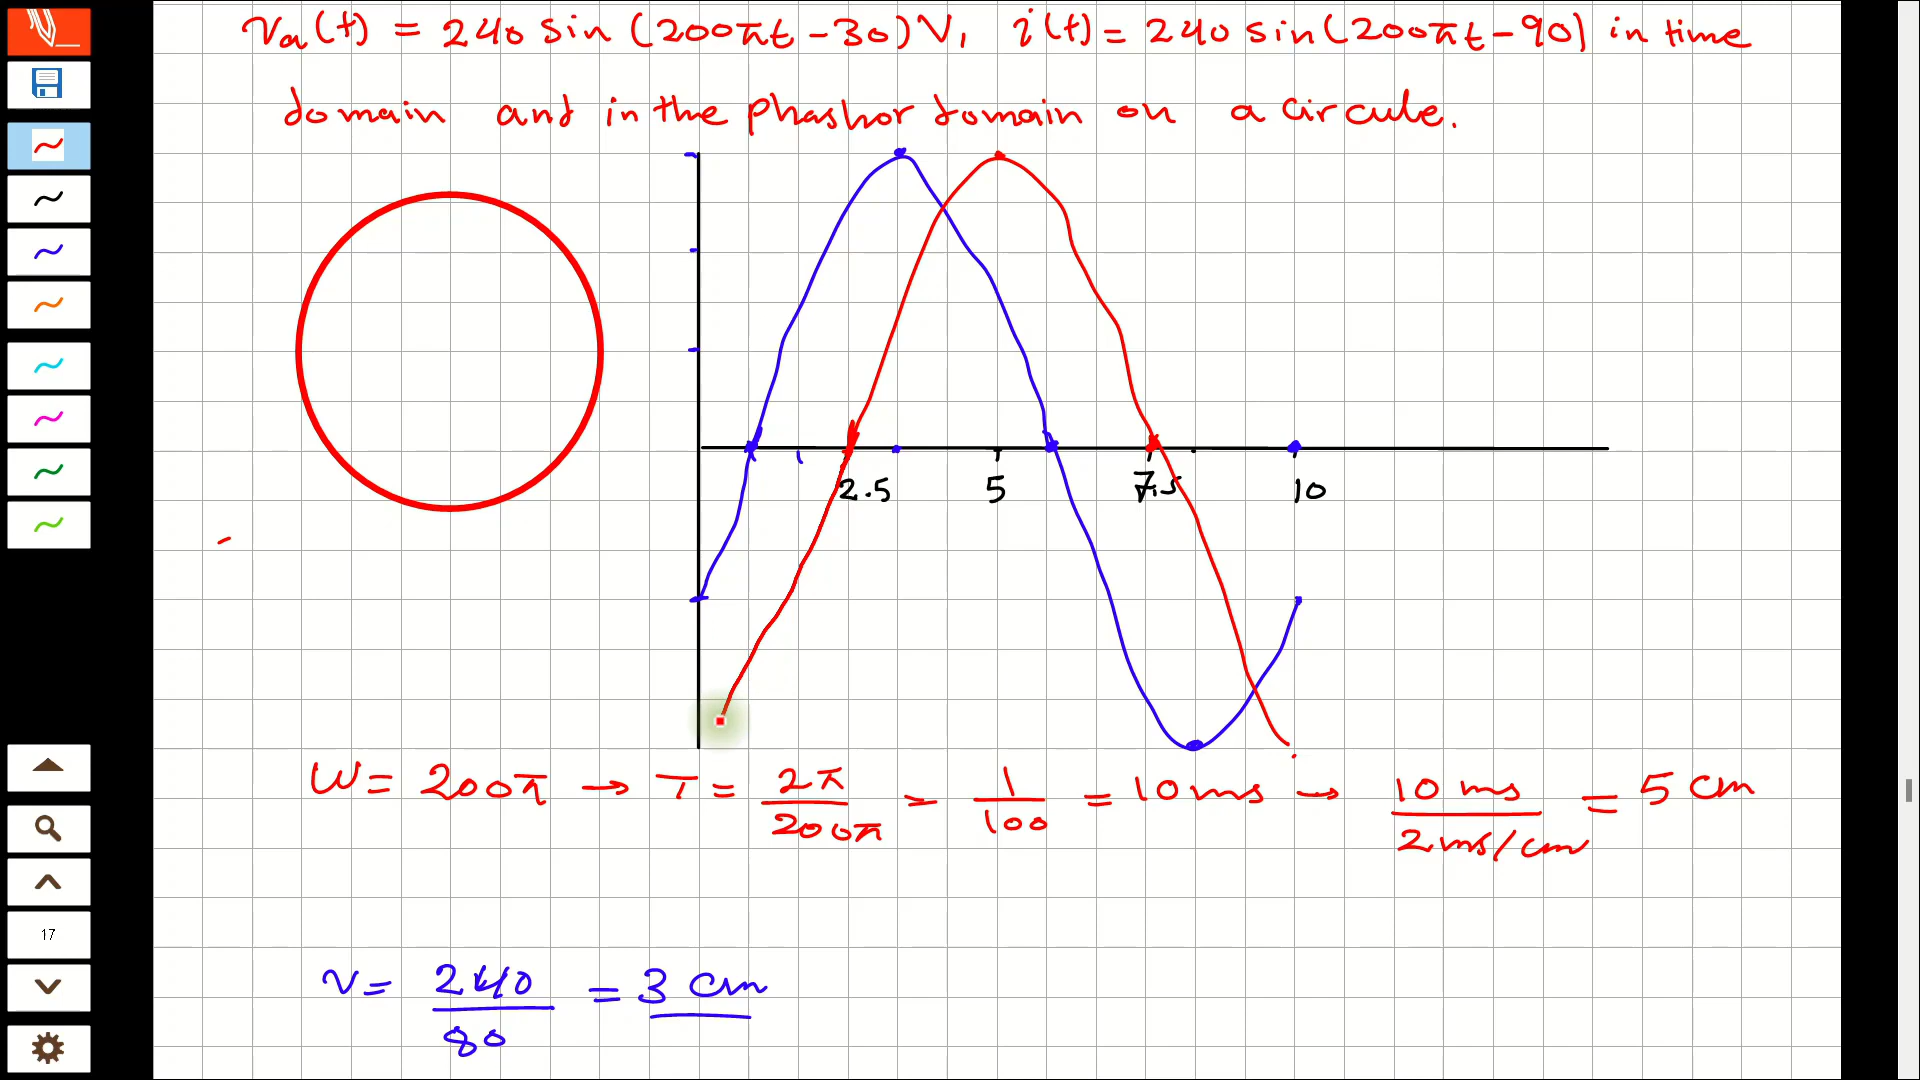 va(t) = 240 sin (200πt - 30) V, i(t) = 240 sin(200πt - 90) in time
domain and in the phashor domain on a circule.
2.5 5 7.5 10
W = 200π → T = 2π/200π = 1/100 = 10 ms → 10 ms / 2 ms/cm = 5 cm
17
v = 240/80 = 3 cm